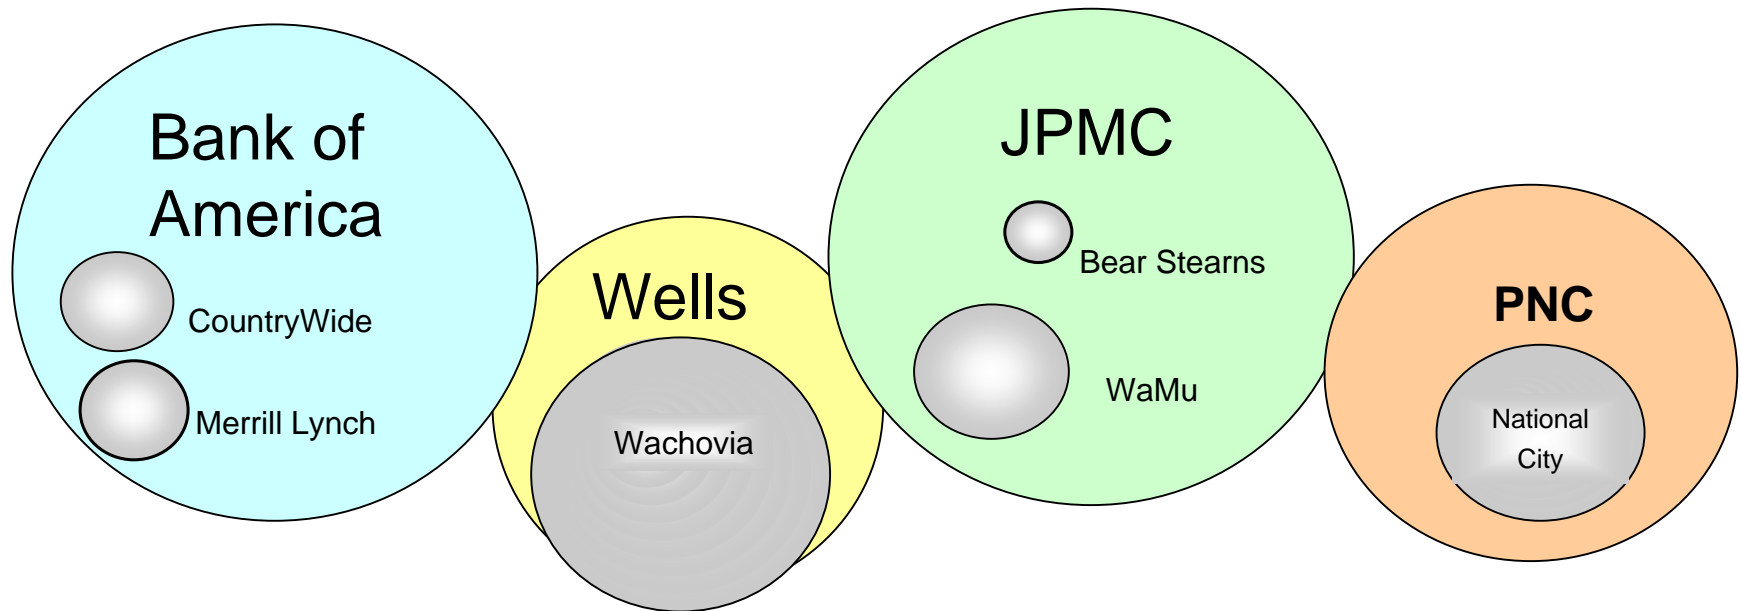 Bank of
America
CountryWide
Merrill Lynch
Wells
Wachovia
JPMC
Bear Stearns
WaMu
PNC
National
City